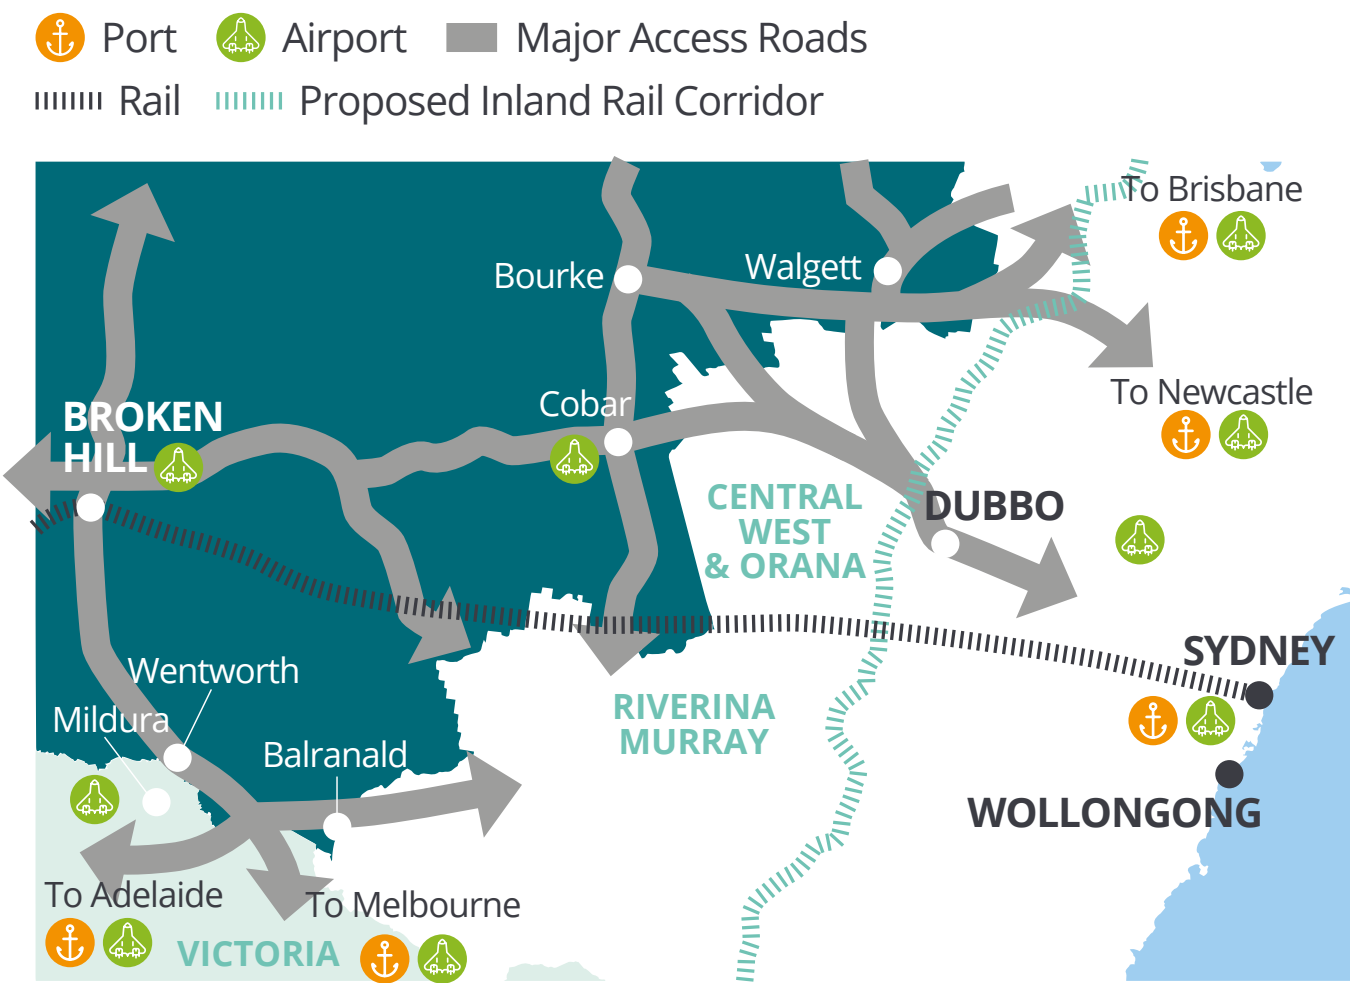 Port Airport Major Access Roads
Rail Proposed Inland Rail Corridor
To Brisbane
Bourke
Walgett
To Newcastle
BROKEN
HILL
Cobar
CENTRAL
WEST
& ORANA
DUBBO
SYDNEY
Wentworth
Mildura
Balranald
RIVERINA
MURRAY
WOLLONGONG
To Adelaide
To Melbourne
VICTORIA